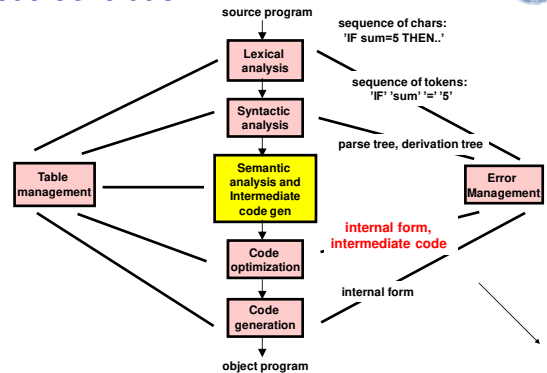 source program
sequence of chars:
'IF sum=5 THEN..'
Lexical
analysis
sequence of tokens:
'IF' 'sum' '=' '5'
Syntactic
analysis
parse tree, derivation tree
Table
management
Semantic
analysis and
Intermediate
code gen
Error
Management
internal form,
intermediate code
Code
optimization
internal form
Code
generation
object program